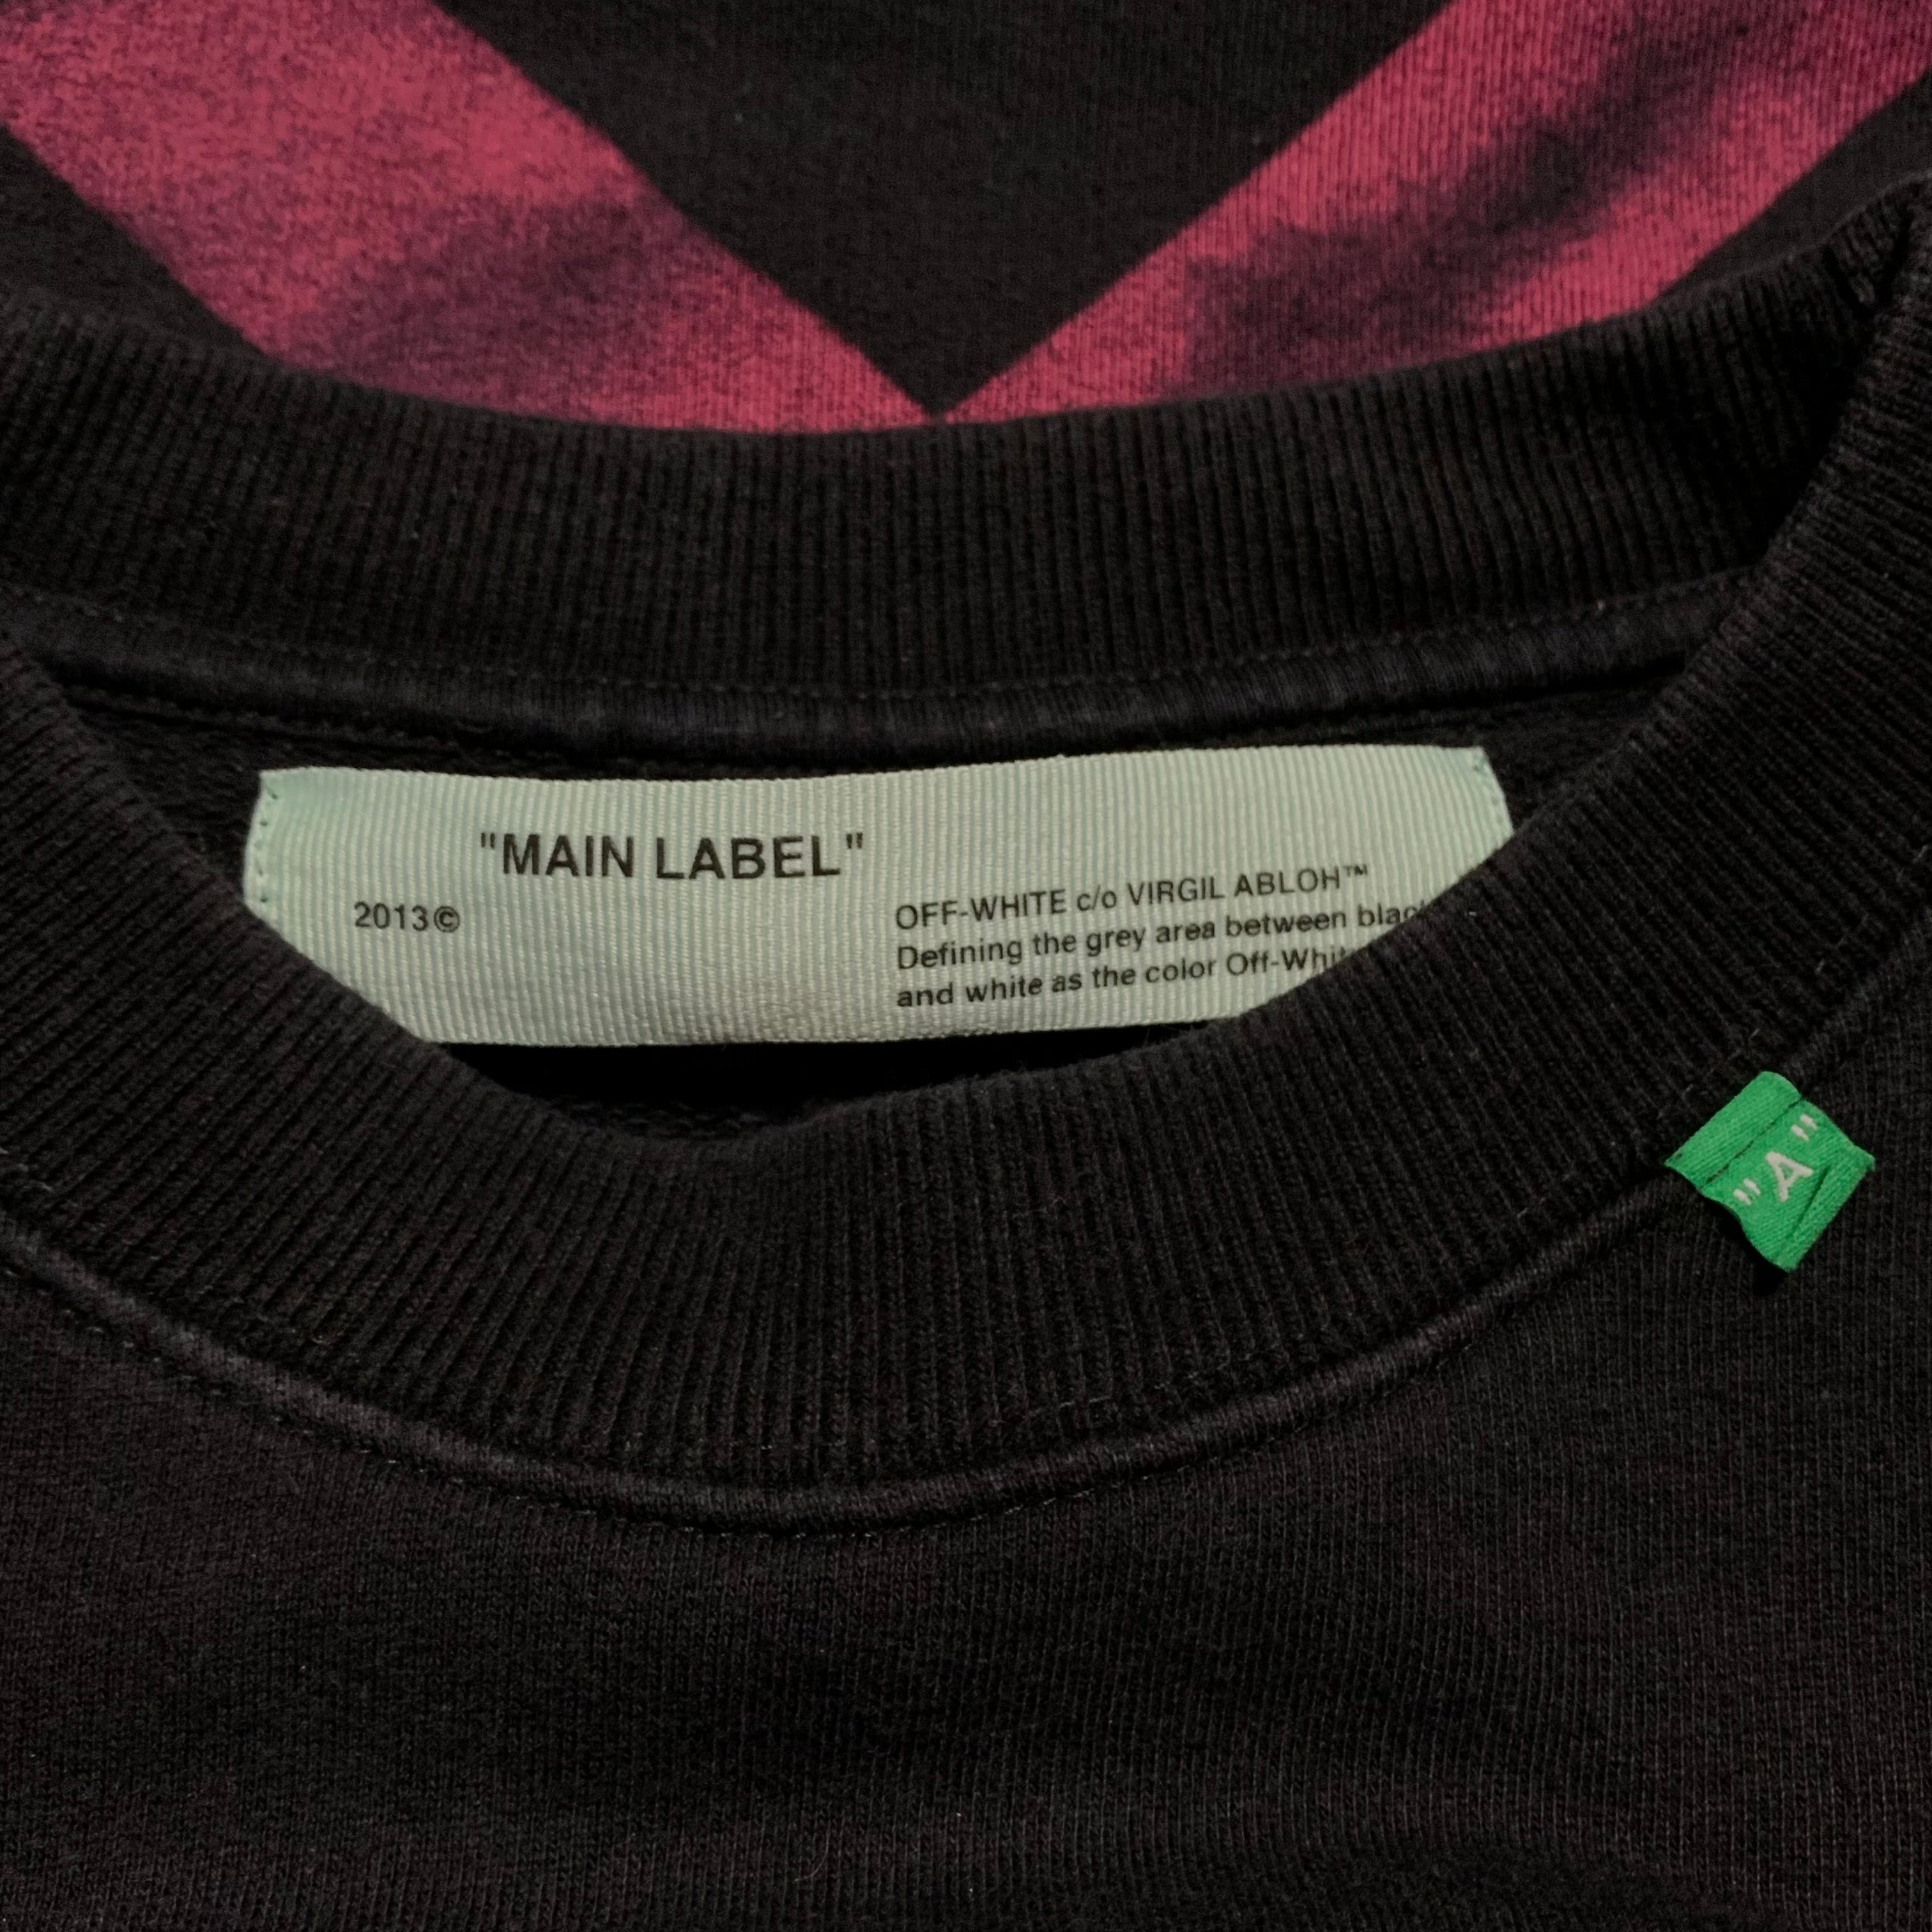 "MAIN LABEL"
2013©
OFF-WHITE c/o VIRGIL ABLOH™
Defining the grey area between
and white as the color
"A"